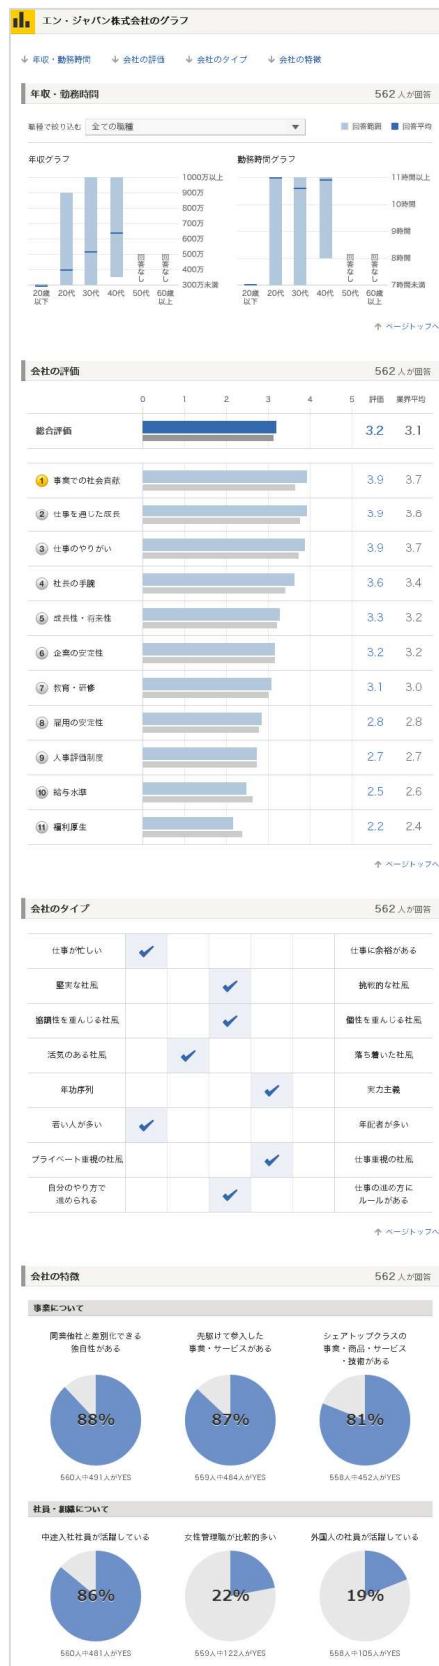 エン・ジャパン株式会社のグラフ
↓ 年収・勤務時間 ↓ 会社の評価 ↓ 会社のタイプ ↓ 会社の特徴
年収・勤務時間 562 人が回答
職種で絞り込む 全ての職種 ▼ 回答範囲 回答平均
年収グラフ 勤務時間グラフ
1000万以上 11時間以上
900万
800万 10時間
700万
600万 9時間
500万 回答なし 回答なし 8時間 回答なし 回答なし
400万
300万未満 7時間未満
20歳以下 20代 30代 40代 50代 60歳以上 20歳以下 20代 30代 40代 50代 60歳以上
↑ ページトップへ
会社の評価 562 人が回答
0 1 2 3 4 5 評価 業界平均
総合評価 3.2 3.1
1 事業での社会貢献 3.9 3.7
2 仕事を通じた成長 3.9 3.8
3 仕事のやりがい 3.9 3.7
4 社長の手腕 3.6 3.4
5 成長性・将来性 3.3 3.2
6 企業の安定性 3.2 3.2
7 教育・研修 3.1 3.0
8 雇用の安定性 2.8 2.8
9 人事評価制度 2.7 2.7
10 給与水準 2.5 2.6
11 福利厚生 2.2 2.4
↑ ページトップへ
会社のタイプ 562 人が回答
仕事が忙しい 仕事に余裕がある
堅実な社風 挑戦的な社風
協調性を重んじる社風 個性を重んじる社風
活気のある社風 落ち着いた社風
年功序列 実力主義
若い人が多い 年配者が多い
プライベート重視の社風 仕事重視の社風
自分のやり方で 仕事の進め方に
進められる ルールがある
↑ ページトップへ
会社の特徴 562 人が回答
事業について
同業他社と差別化できる 先駆けて参入した シェアトップクラスの
独自性がある 事業・サービスがある 事業・商品・サービス
・技術がある
88% 87% 81%
560人中491人がYES 559人中484人がYES 558人中452人がYES
社員・組織について
中途入社社員が活躍している 女性管理職が比較的多い 外国人の社員が活躍している
86% 22% 19%
560人中481人がYES 559人中122人がYES 558人中105人がYES